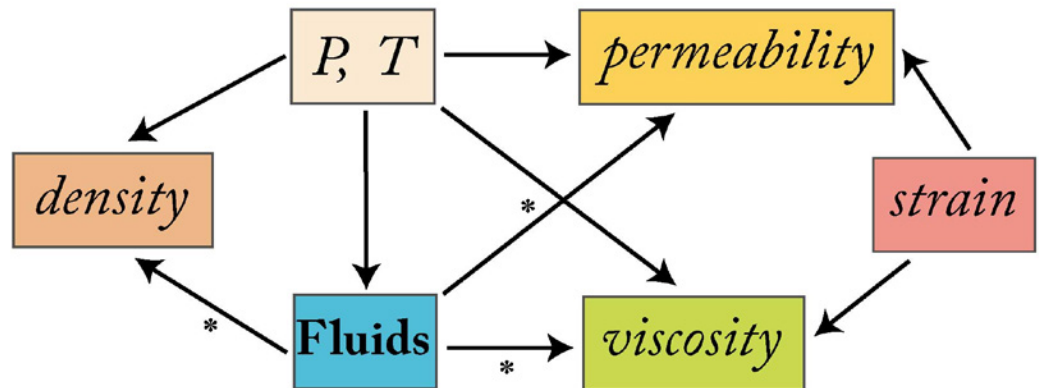 P, T
permeability
density
strain
*
*
Fluids
viscosity
*